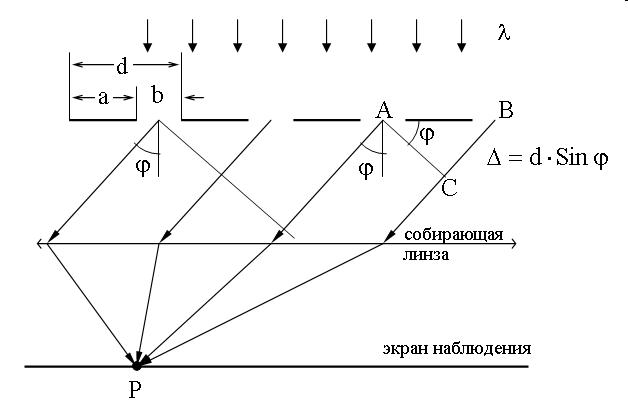 λ
d
a b
A B
φ
φ φ
Δ = d · Sin φ
C
собирающая
линза
экран наблюдения
P